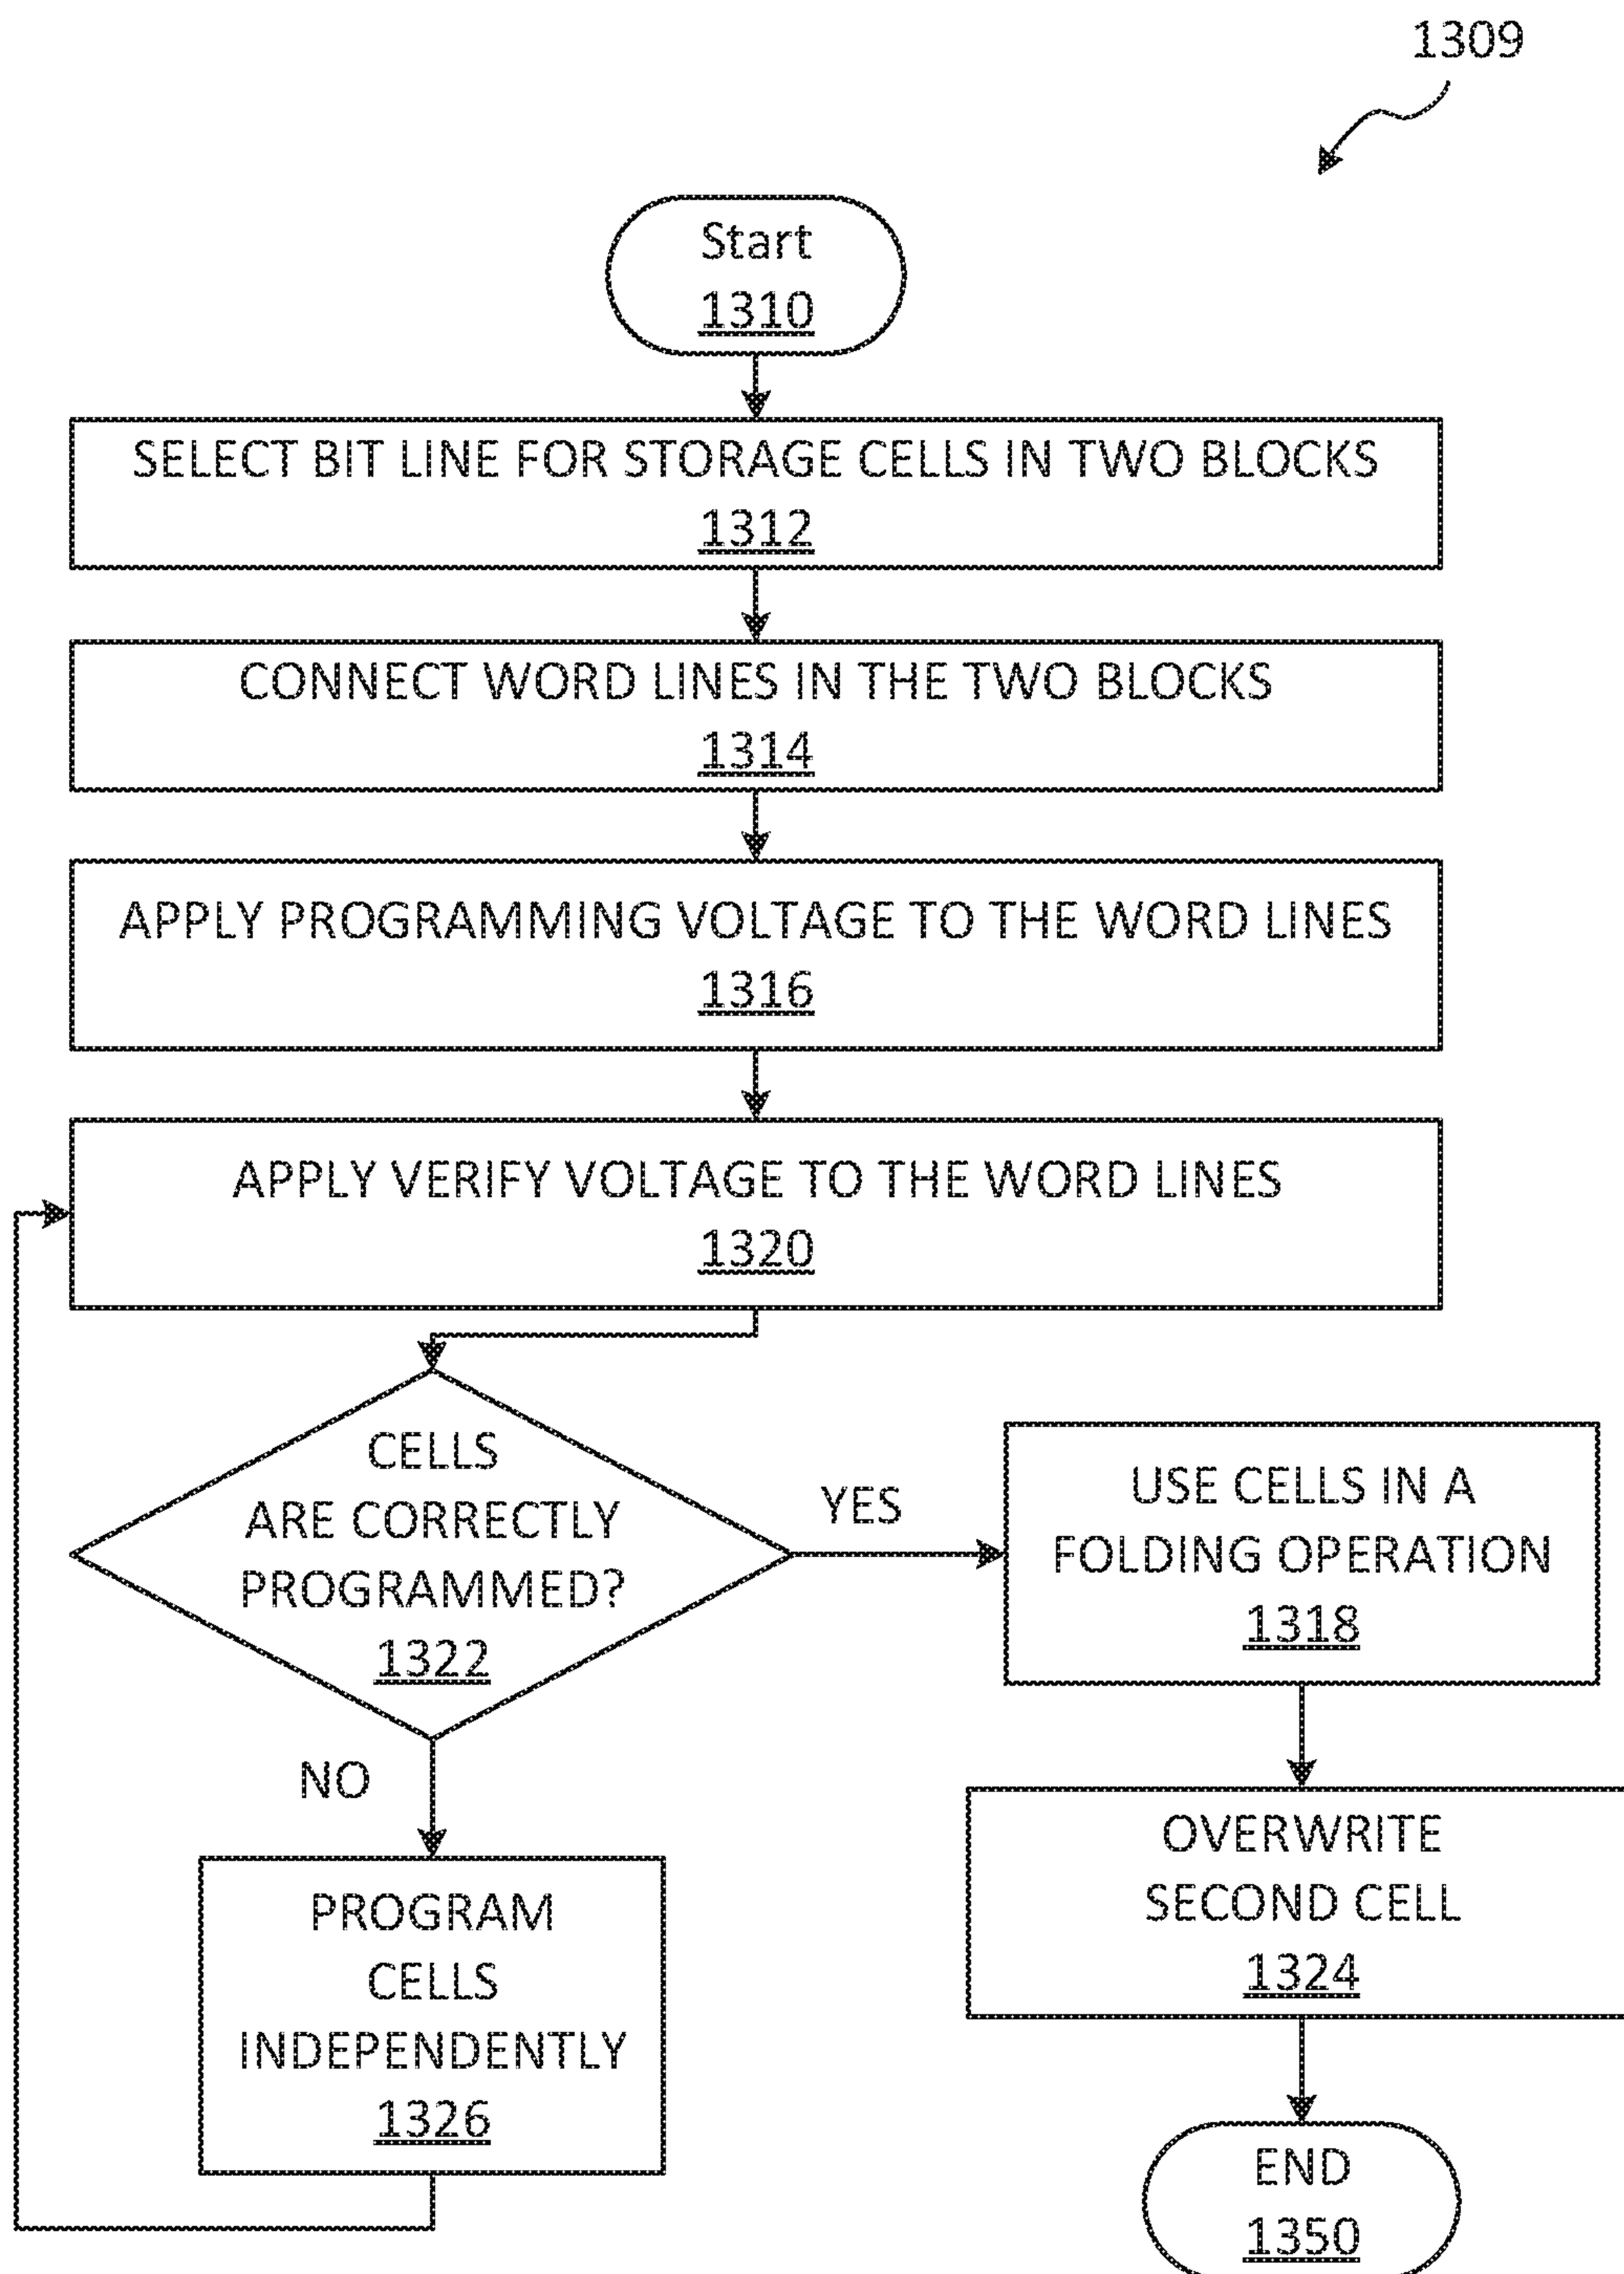 1309
Start
1310
SELECT BIT LINE FOR STORAGE CELLS IN TWO BLOCKS
1312
CONNECT WORD LINES IN THE TWO BLOCKS
1314
APPLY PROGRAMMING VOLTAGE TO THE WORD LINES
1316
APPLY VERIFY VOLTAGE TO THE WORD LINES
1320
CELLS
ARE CORRECTLY
PROGRAMMED?
1322
YES
USE CELLS IN A
FOLDING OPERATION
1318
NO
OVERWRITE
SECOND CELL
1324
PROGRAM
CELLS
INDEPENDENTLY
1326
END
1350